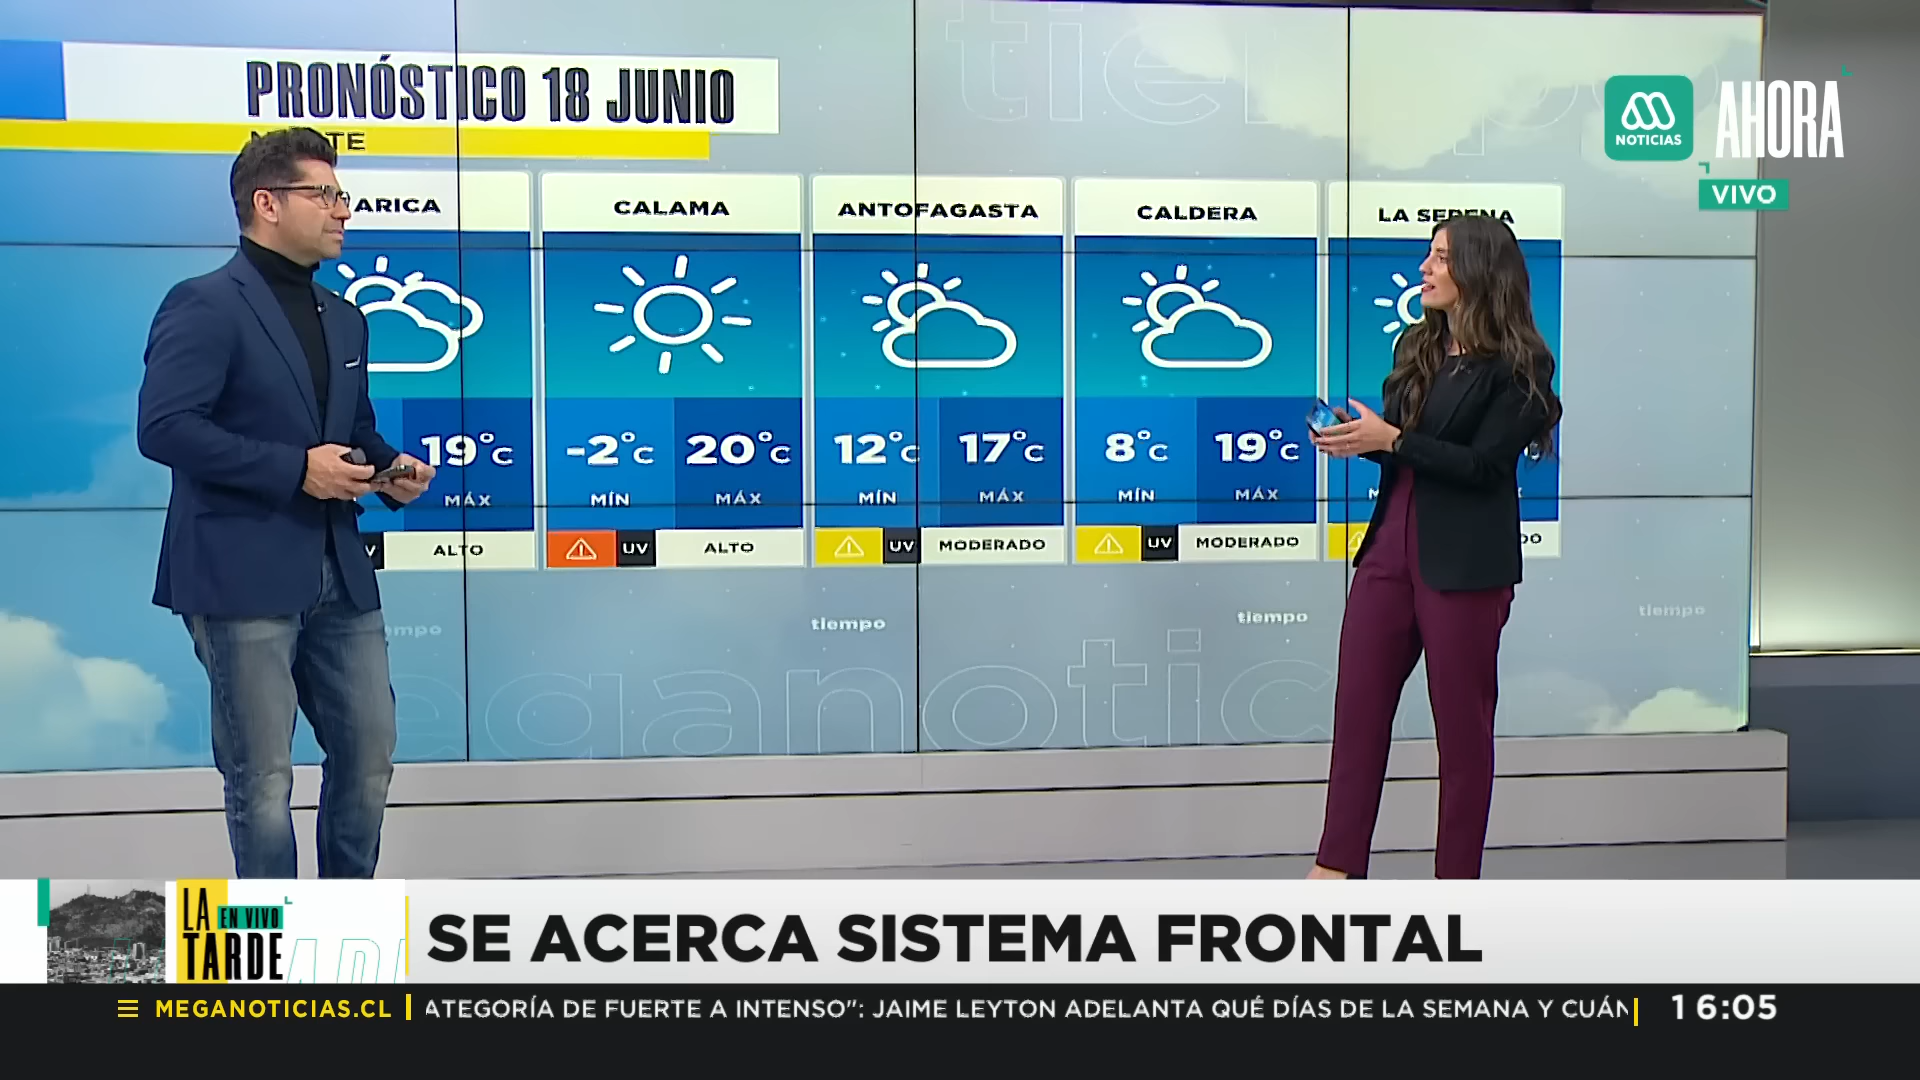 PRONÓSTICO 18 JUNIO
ARICA
CALAMA
ANTOFAGASTA
CALDERA
LA SERENA
19°C
-2°C
20°C
12°C
17°C
8°C
19°C
MÁX
MÍN
MÁX
MÍN
MÁX
MÍN
MÁX
ALTO
UV
ALTO
UV
MODERADO
UV
MODERADO
tiempo
tiempo
tiempo
meganoticias
NOTICIAS
AHORA
VIVO
LA
EN VIVO
TARDE
SE ACERCA SISTEMA FRONTAL
MEGANOTICIAS.CL
ATEGORÍA DE FUERTE A INTENSO": JAIME LEYTON ADELANTA QUÉ DÍAS DE LA SEMANA Y CUÁN
16:05